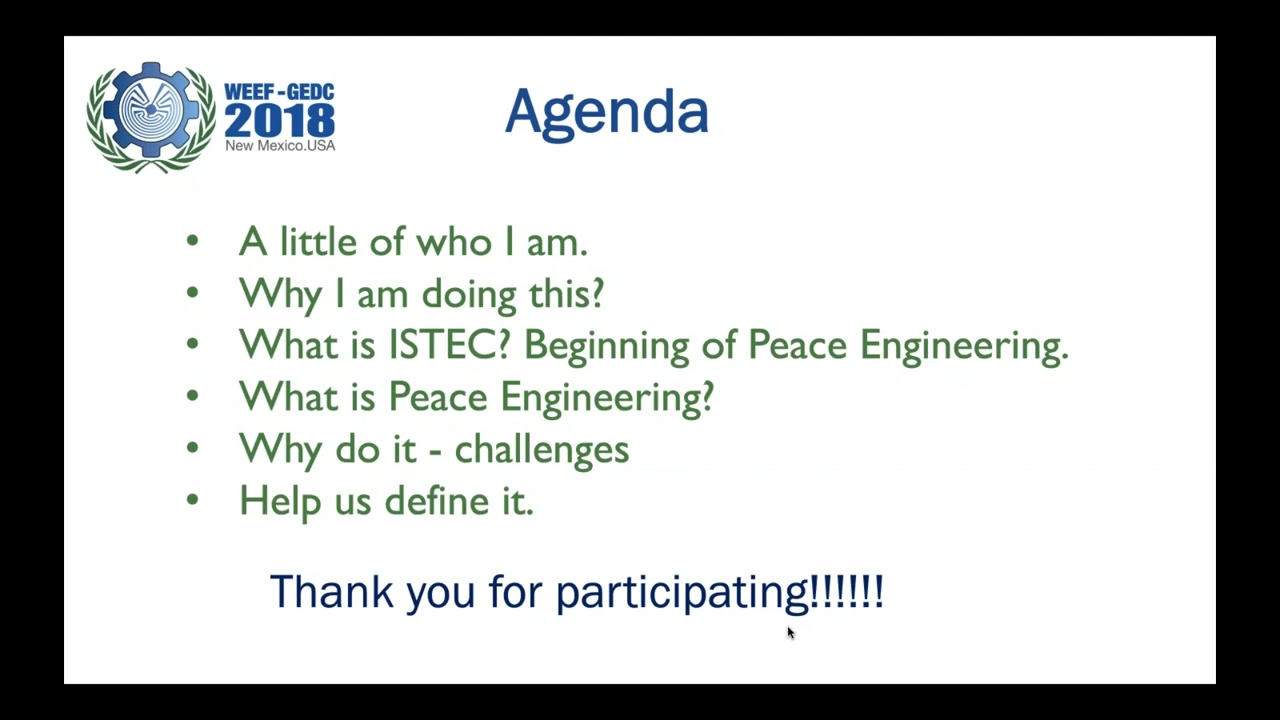 WEEF-GEDC
2018
New Mexico.USA
Agenda
• A little of who I am.
• Why I am doing this?
• What is ISTEC? Beginning of Peace Engineering.
• What is Peace Engineering?
• Why do it - challenges
• Help us define it.
Thank you for participating!!!!!!